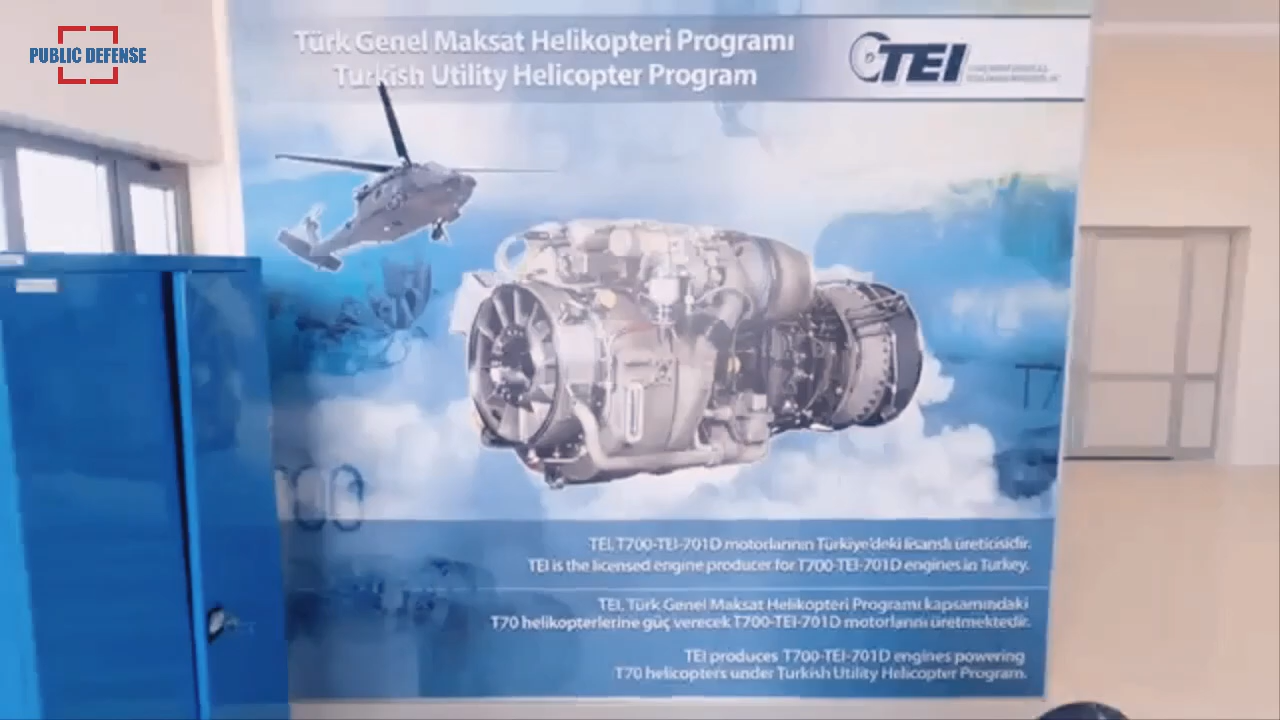 PUBLIC DEFENSE
Türk Genel Maksat Helikopteri Programı
Turkish Utility Helicopter Program
TEI
TEI, T700-TEI-701D motorlarının Türkiye'deki lisanslı üreticisidir.
TEI is the licensed engine producer for T700-TEI-701D engines in Turkey.
TEI, Türk Genel Maksat Helikopteri Programı kapsamındaki
T70 helikopterlerine güç verecek T700-TEI-701D motorlarını üretmektedir.
TEI produces T700-TEI-701D engines powering
T70 helicopters under Turkish Utility Helicopter Program.